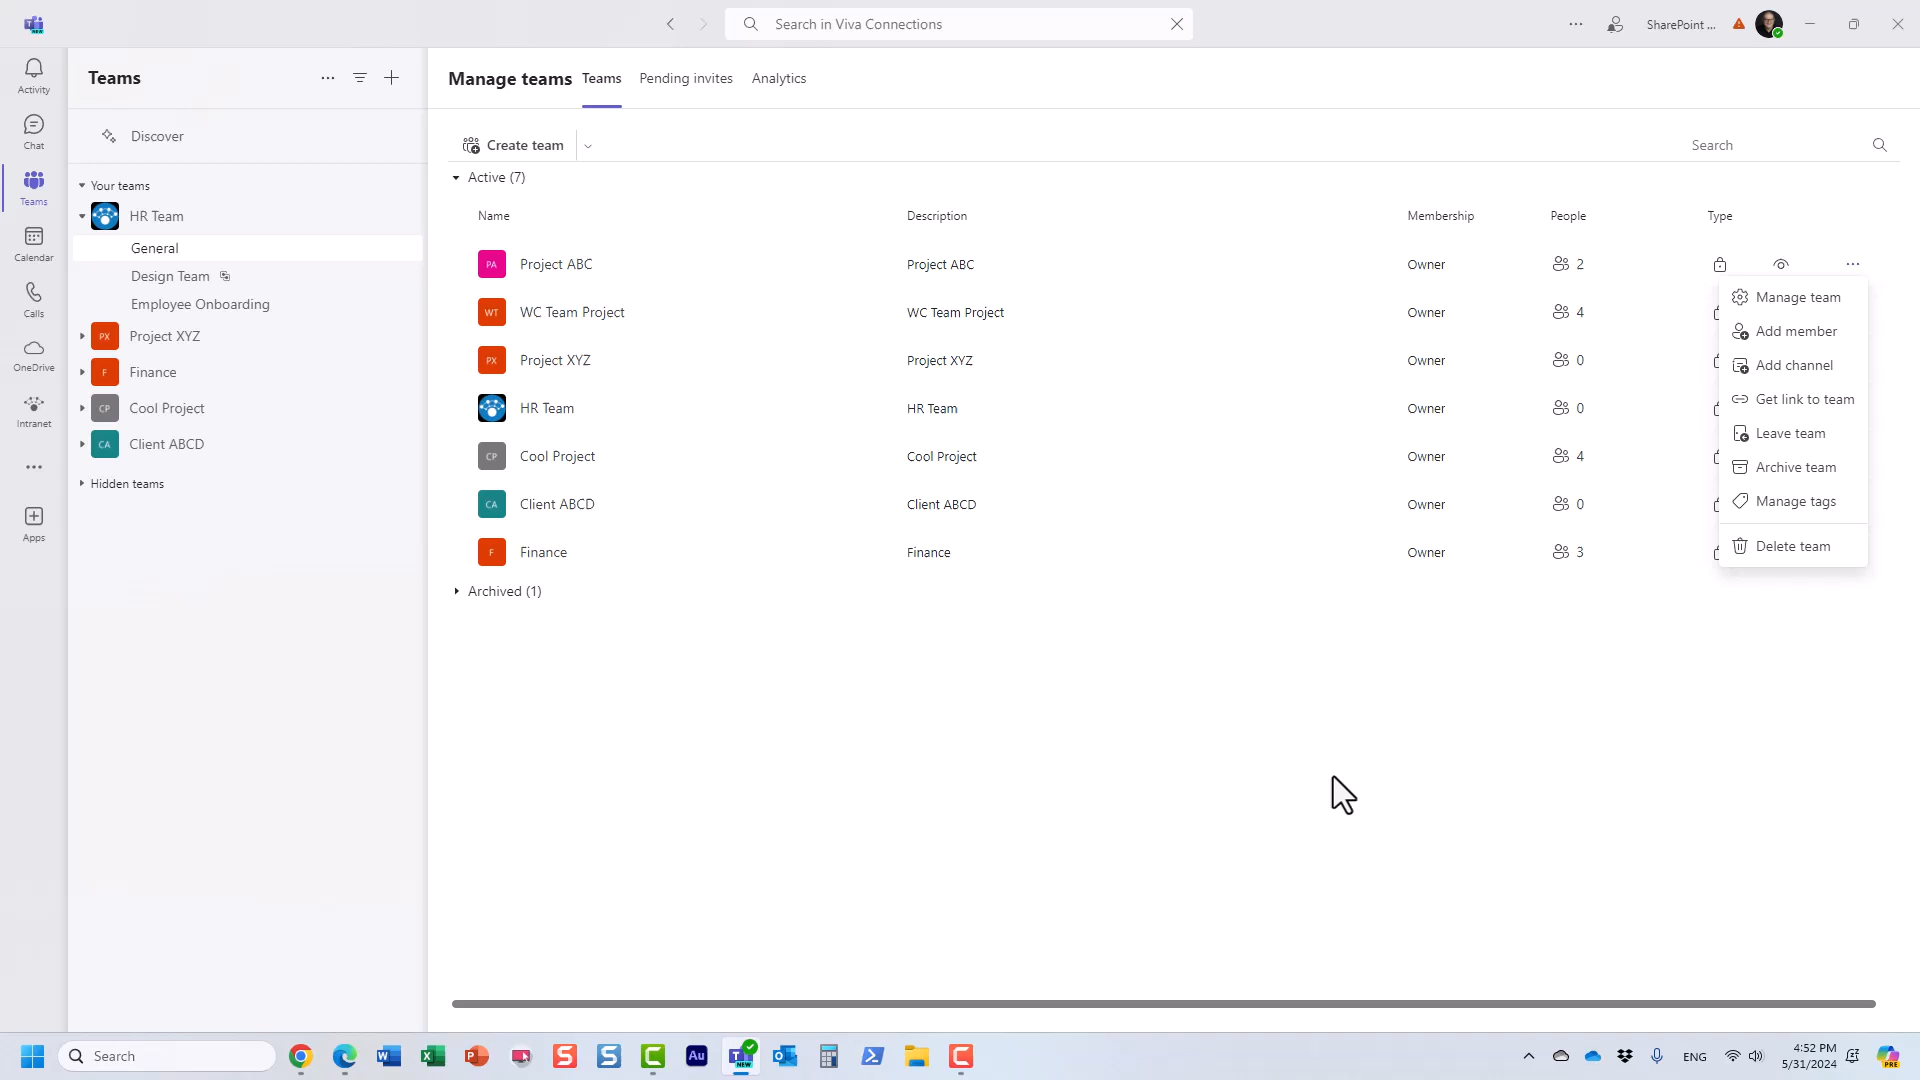 Search in Viva Connections
SharePoint ...
Activity
Chat
Teams
Calendar
Calls
OneDrive
Intranet
Apps
Teams
Discover
Your teams
HR Team
General
Design Team
Employee Onboarding
PX Project XYZ
F Finance
CP Cool Project
CA Client ABCD
Hidden teams
Manage teams Teams Pending invites Analytics
Create team
Search
Active (7)
Name Description Membership People Type
PA Project ABC Project ABC Owner 2
WT WC Team Project WC Team Project Owner 4
PX Project XYZ Project XYZ Owner 0
HR Team HR Team Owner 0
CP Cool Project Cool Project Owner 4
CA Client ABCD Client ABCD Owner 0
F Finance Finance Owner 3
Archived (1)
Manage team
Add member
Add channel
Get link to team
Leave team
Archive team
Manage tags
Delete team
Search
Au
NEW
ENG
4:52 PM
5/31/2024
PRE